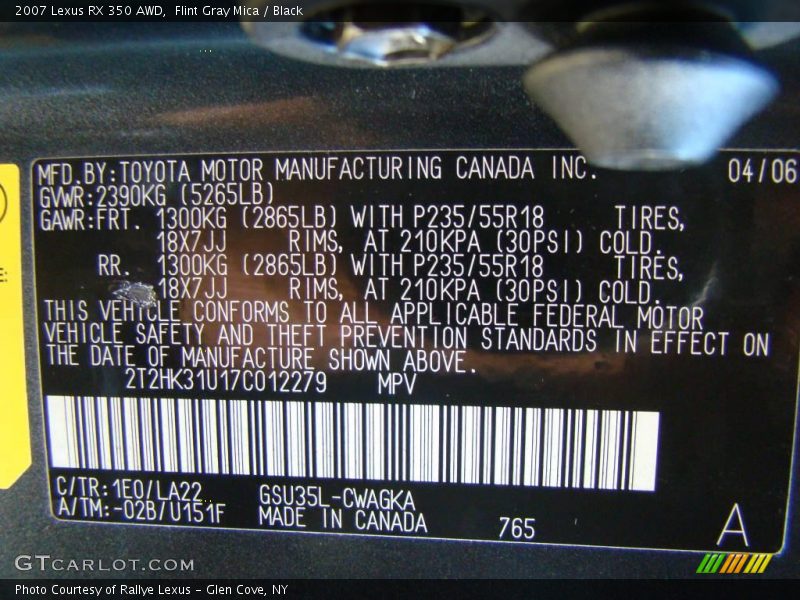 2007 Lexus RX 350 AWD,  Flint Gray Mica / Black
MFD.BY:TOYOTA MOTOR MANUFACTURING CANADA INC. 04/06
GVWR:2390KG (5265LB)
GAWR:FRT. 1300KG (2865LB) WITH P235/55R18 TIRES,
18X7JJ RIMS, AT 210KPA (30PSI) COLD.
RR. 1300KG (2865LB) WITH P235/55R18 TIRES,
18X7JJ RIMS, AT 210KPA (30PSI) COLD.
THIS VEHICLE CONFORMS TO ALL APPLICABLE FEDERAL MOTOR
VEHICLE SAFETY AND THEFT PREVENTION STANDARDS IN EFFECT ON
THE DATE OF MANUFACTURE SHOWN ABOVE.
2T2HK31U17C012279 MPV
C/TR:1E0/LA22 GSU35L-CWAGKA
A/TM:-02B/U151F MADE IN CANADA 765 A
GTCARLOT.COM
Photo Courtesy of Rallye Lexus - Glen Cove, NY